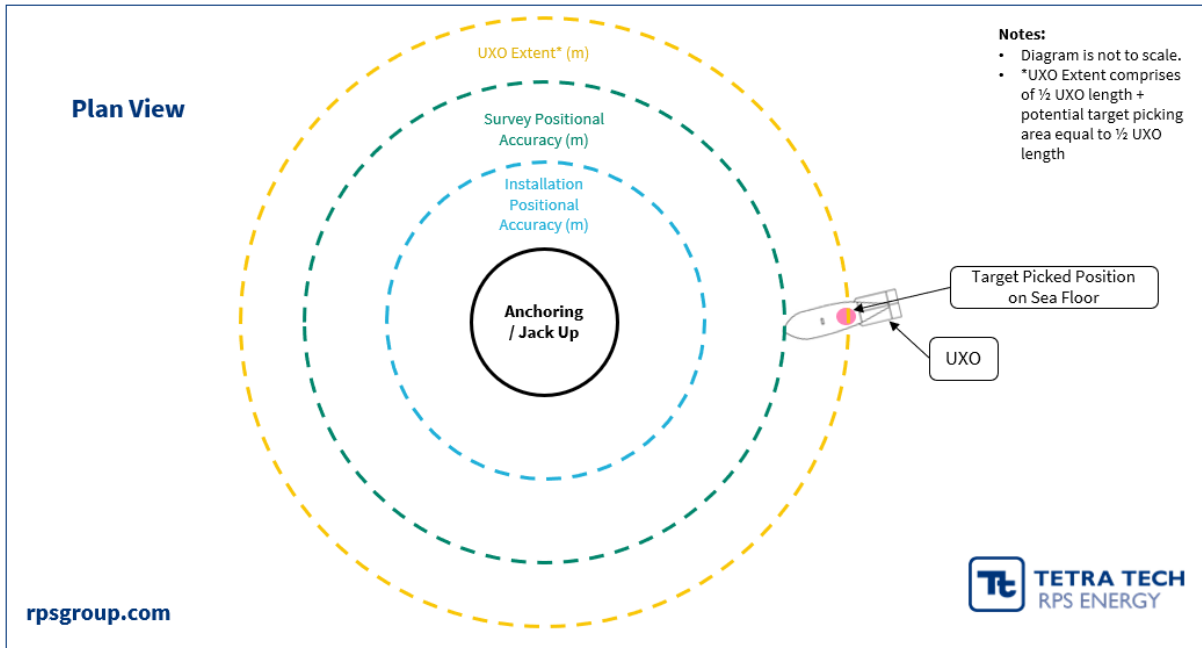 Plan View
UXO Extent* (m)
Survey Positional
Accuracy (m)
Installation
Positional
Accuracy (m)
Anchoring
/ Jack Up
Notes:
• Diagram is not to scale.
• *UXO Extent comprises
of ½ UXO length +
potential target picking
area equal to ½ UXO
length
Target Picked Position
on Sea Floor
UXO
rpsgroup.com
Tt
TETRA TECH
RPS ENERGY